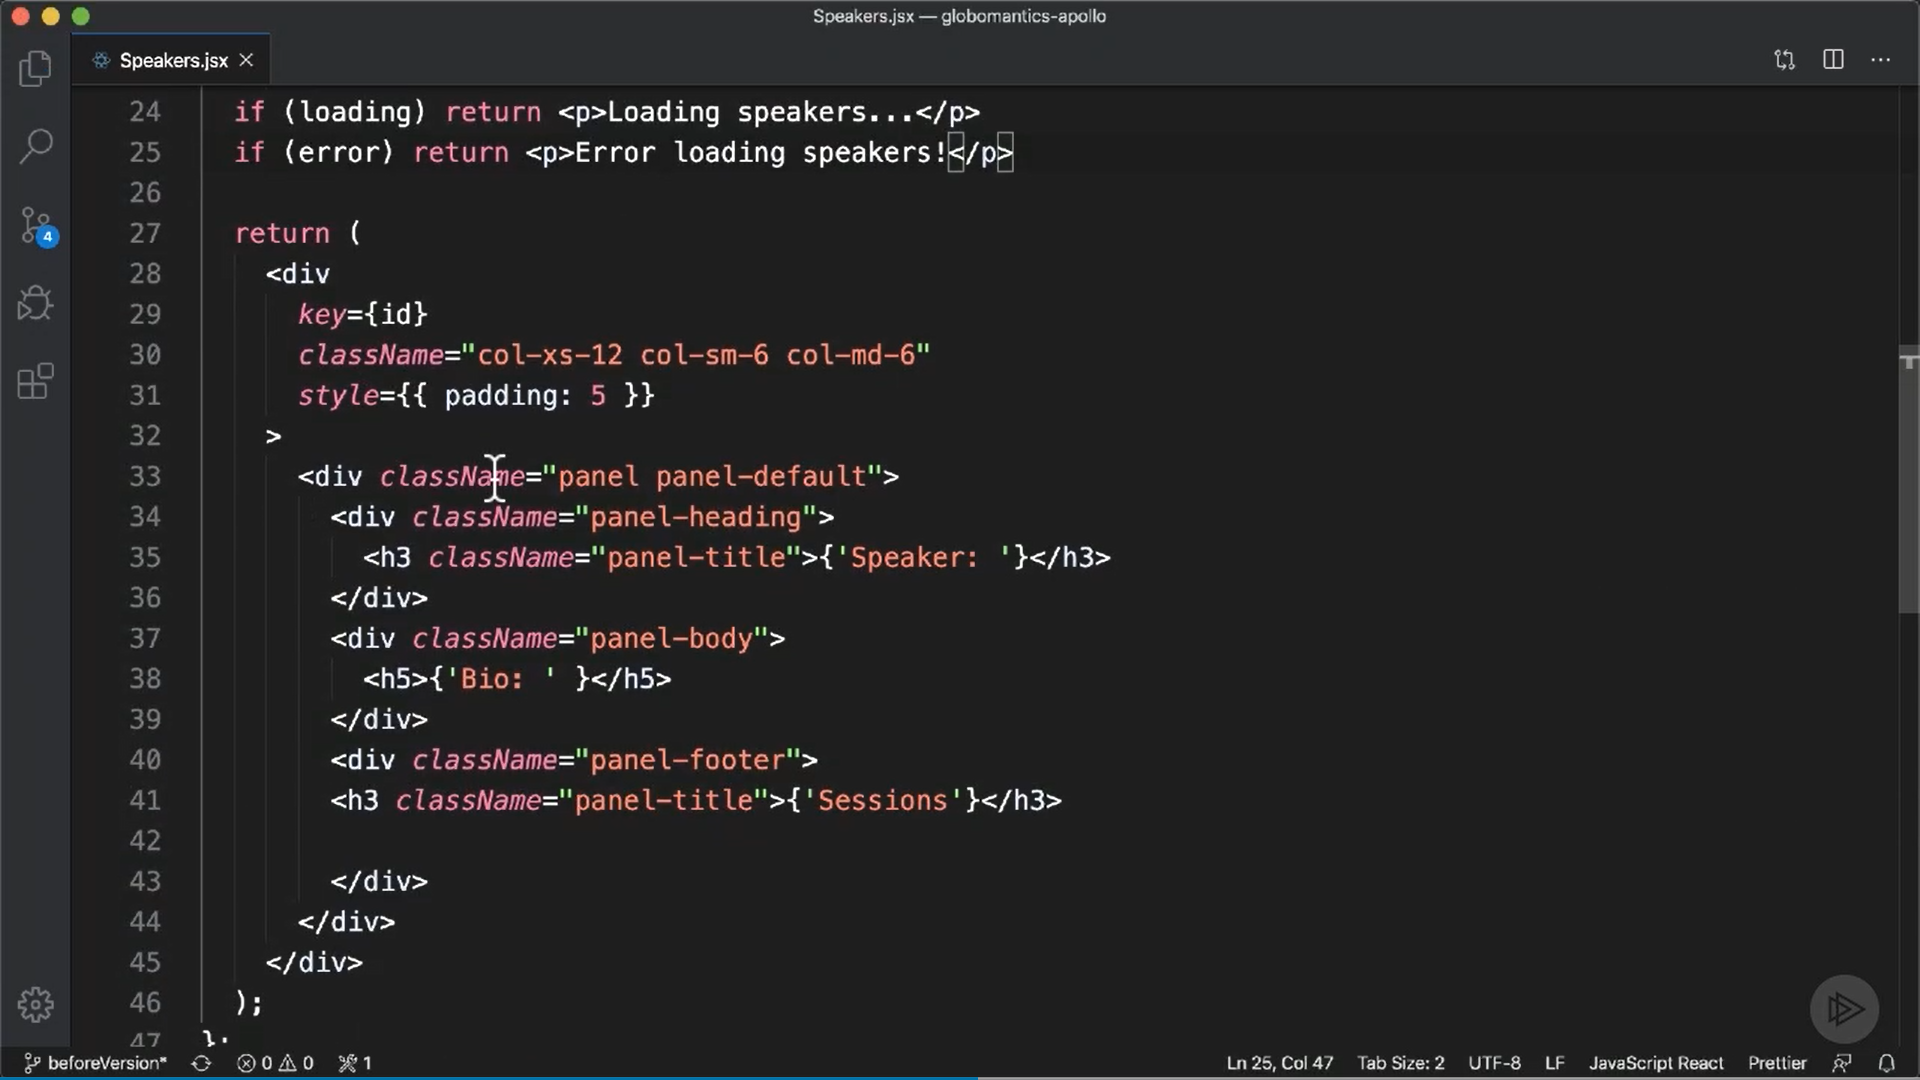 Speakers.jsx — globomantics-apollo
Speakers.jsx
24 if (loading) return <p>Loading speakers...</p>
25 if (error) return <p>Error loading speakers!</p>
26
27 return (
28 <div
29 key={id}
30 className="col-xs-12 col-sm-6 col-md-6"
31 style={{ padding: 5 }}
32 >
33 <div className="panel panel-default">
34 <div className="panel-heading">
35 <h3 className="panel-title">{'Speaker: '}</h3>
36 </div>
37 <div className="panel-body">
38 <h5>{'Bio: ' }</h5>
39 </div>
40 <div className="panel-footer">
41 <h3 className="panel-title">{'Sessions'}</h3>
42
43 </div>
44 </div>
45 </div>
46 );
47 };
4
beforeVersion* 0 0 1 Ln 25, Col 47 Tab Size: 2 UTF-8 LF JavaScript React Prettier